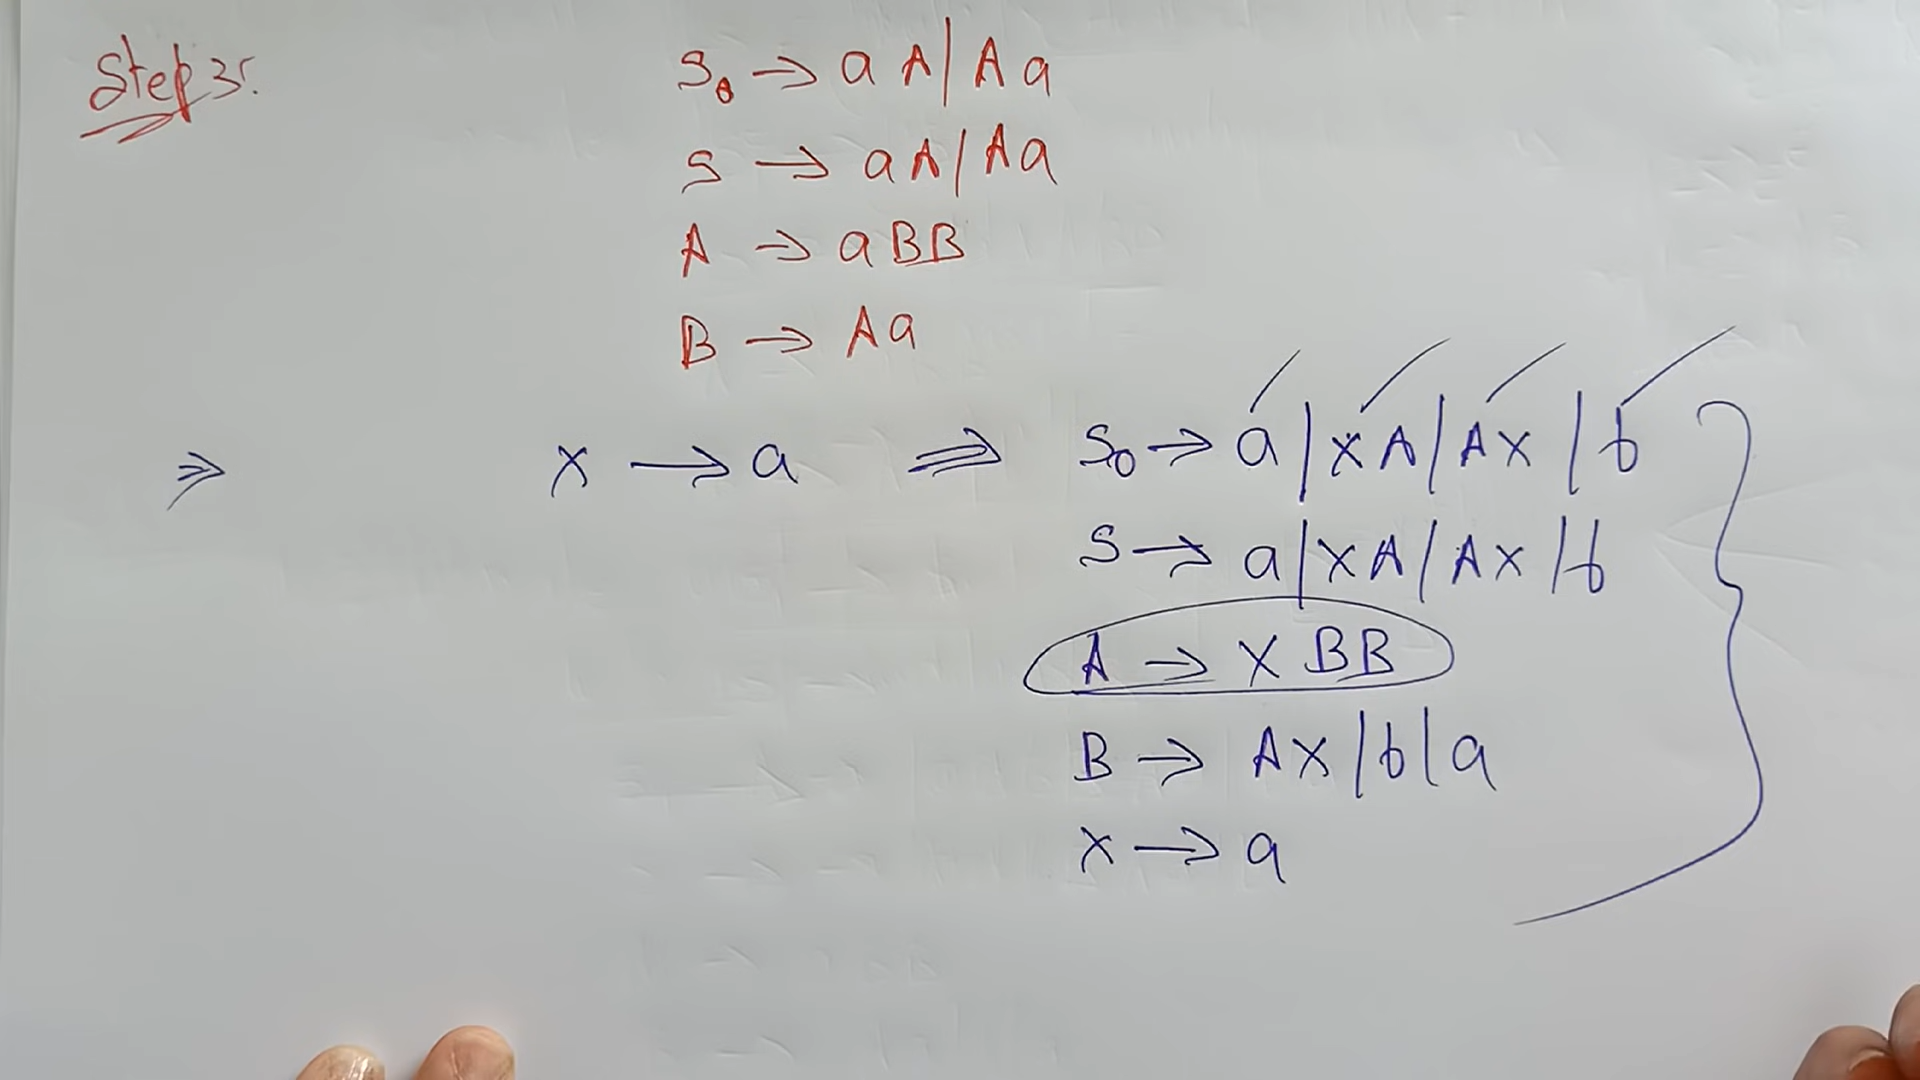 Step 3:
S₀ → aA | Aa
S → aA | Aa
A → aBB
B → Aa
⇒ X → a ⇒ S₀ → a | XA | AX | b
S → a | XA | AX | b
A → XBB
B → AX | b | a
X → a